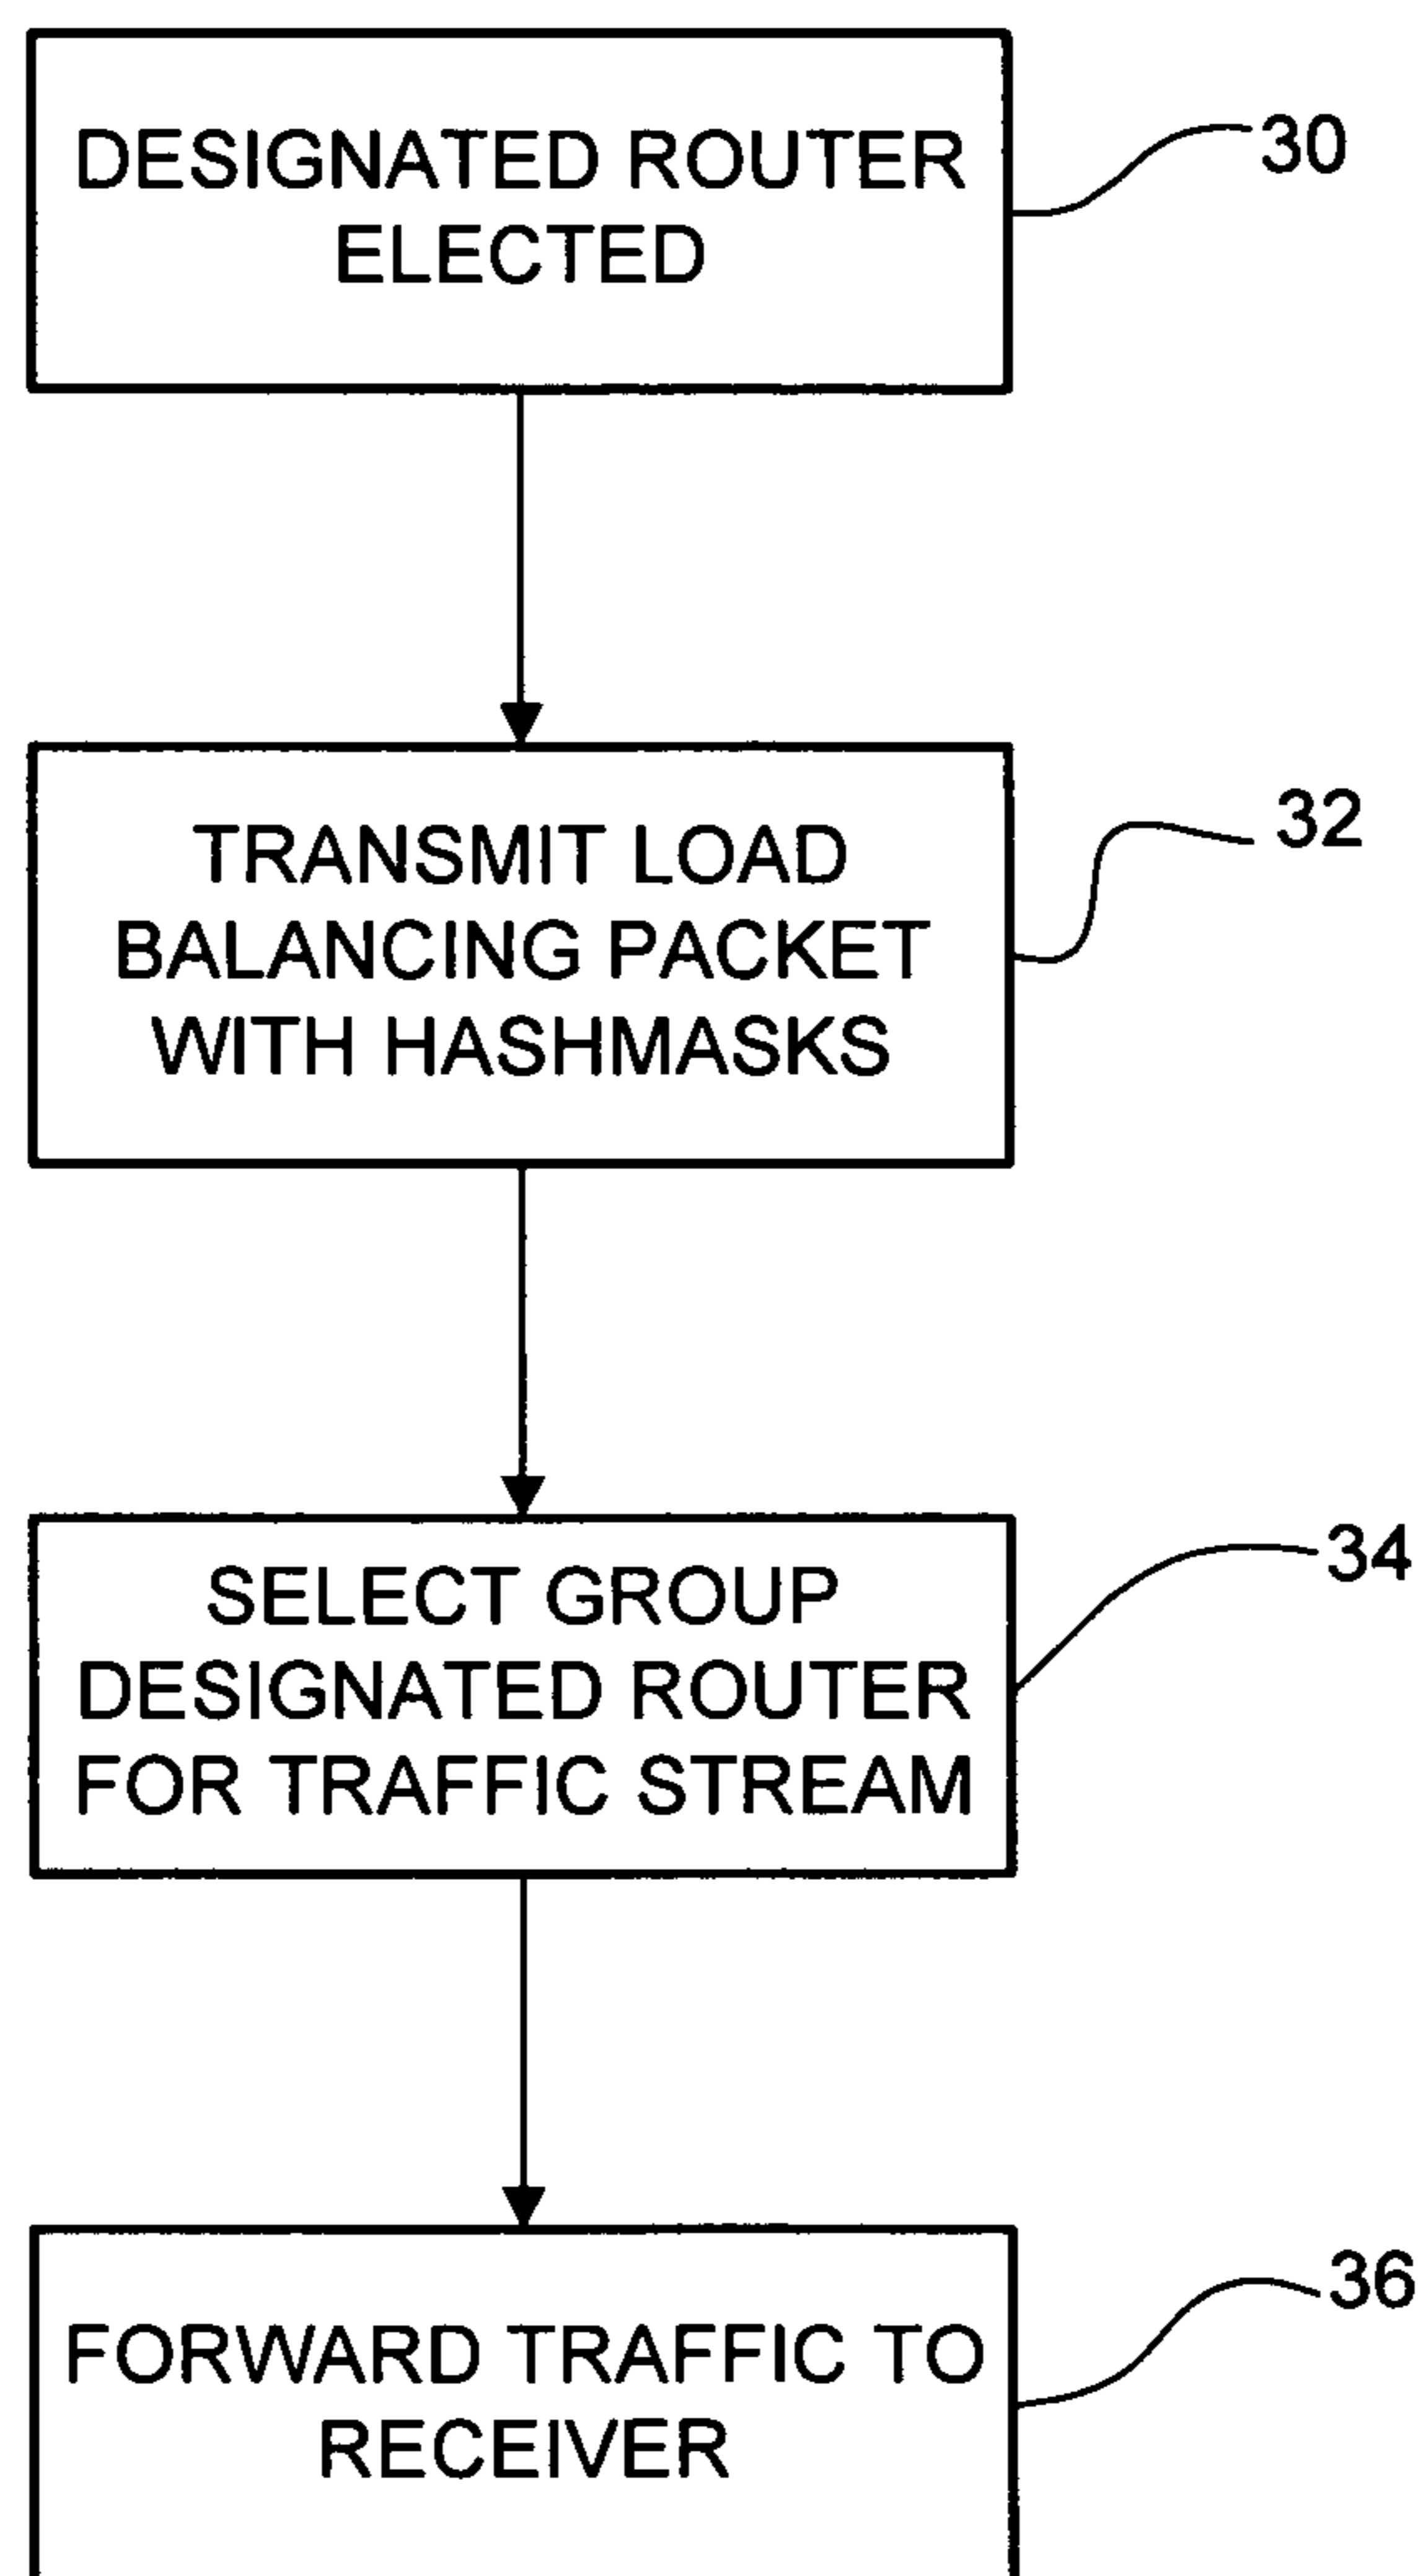 DESIGNATED ROUTER
ELECTED
30
TRANSMIT LOAD
BALANCING PACKET
WITH HASHMASKS
32
SELECT GROUP
DESIGNATED ROUTER
FOR TRAFFIC STREAM
34
FORWARD TRAFFIC TO
RECEIVER
36